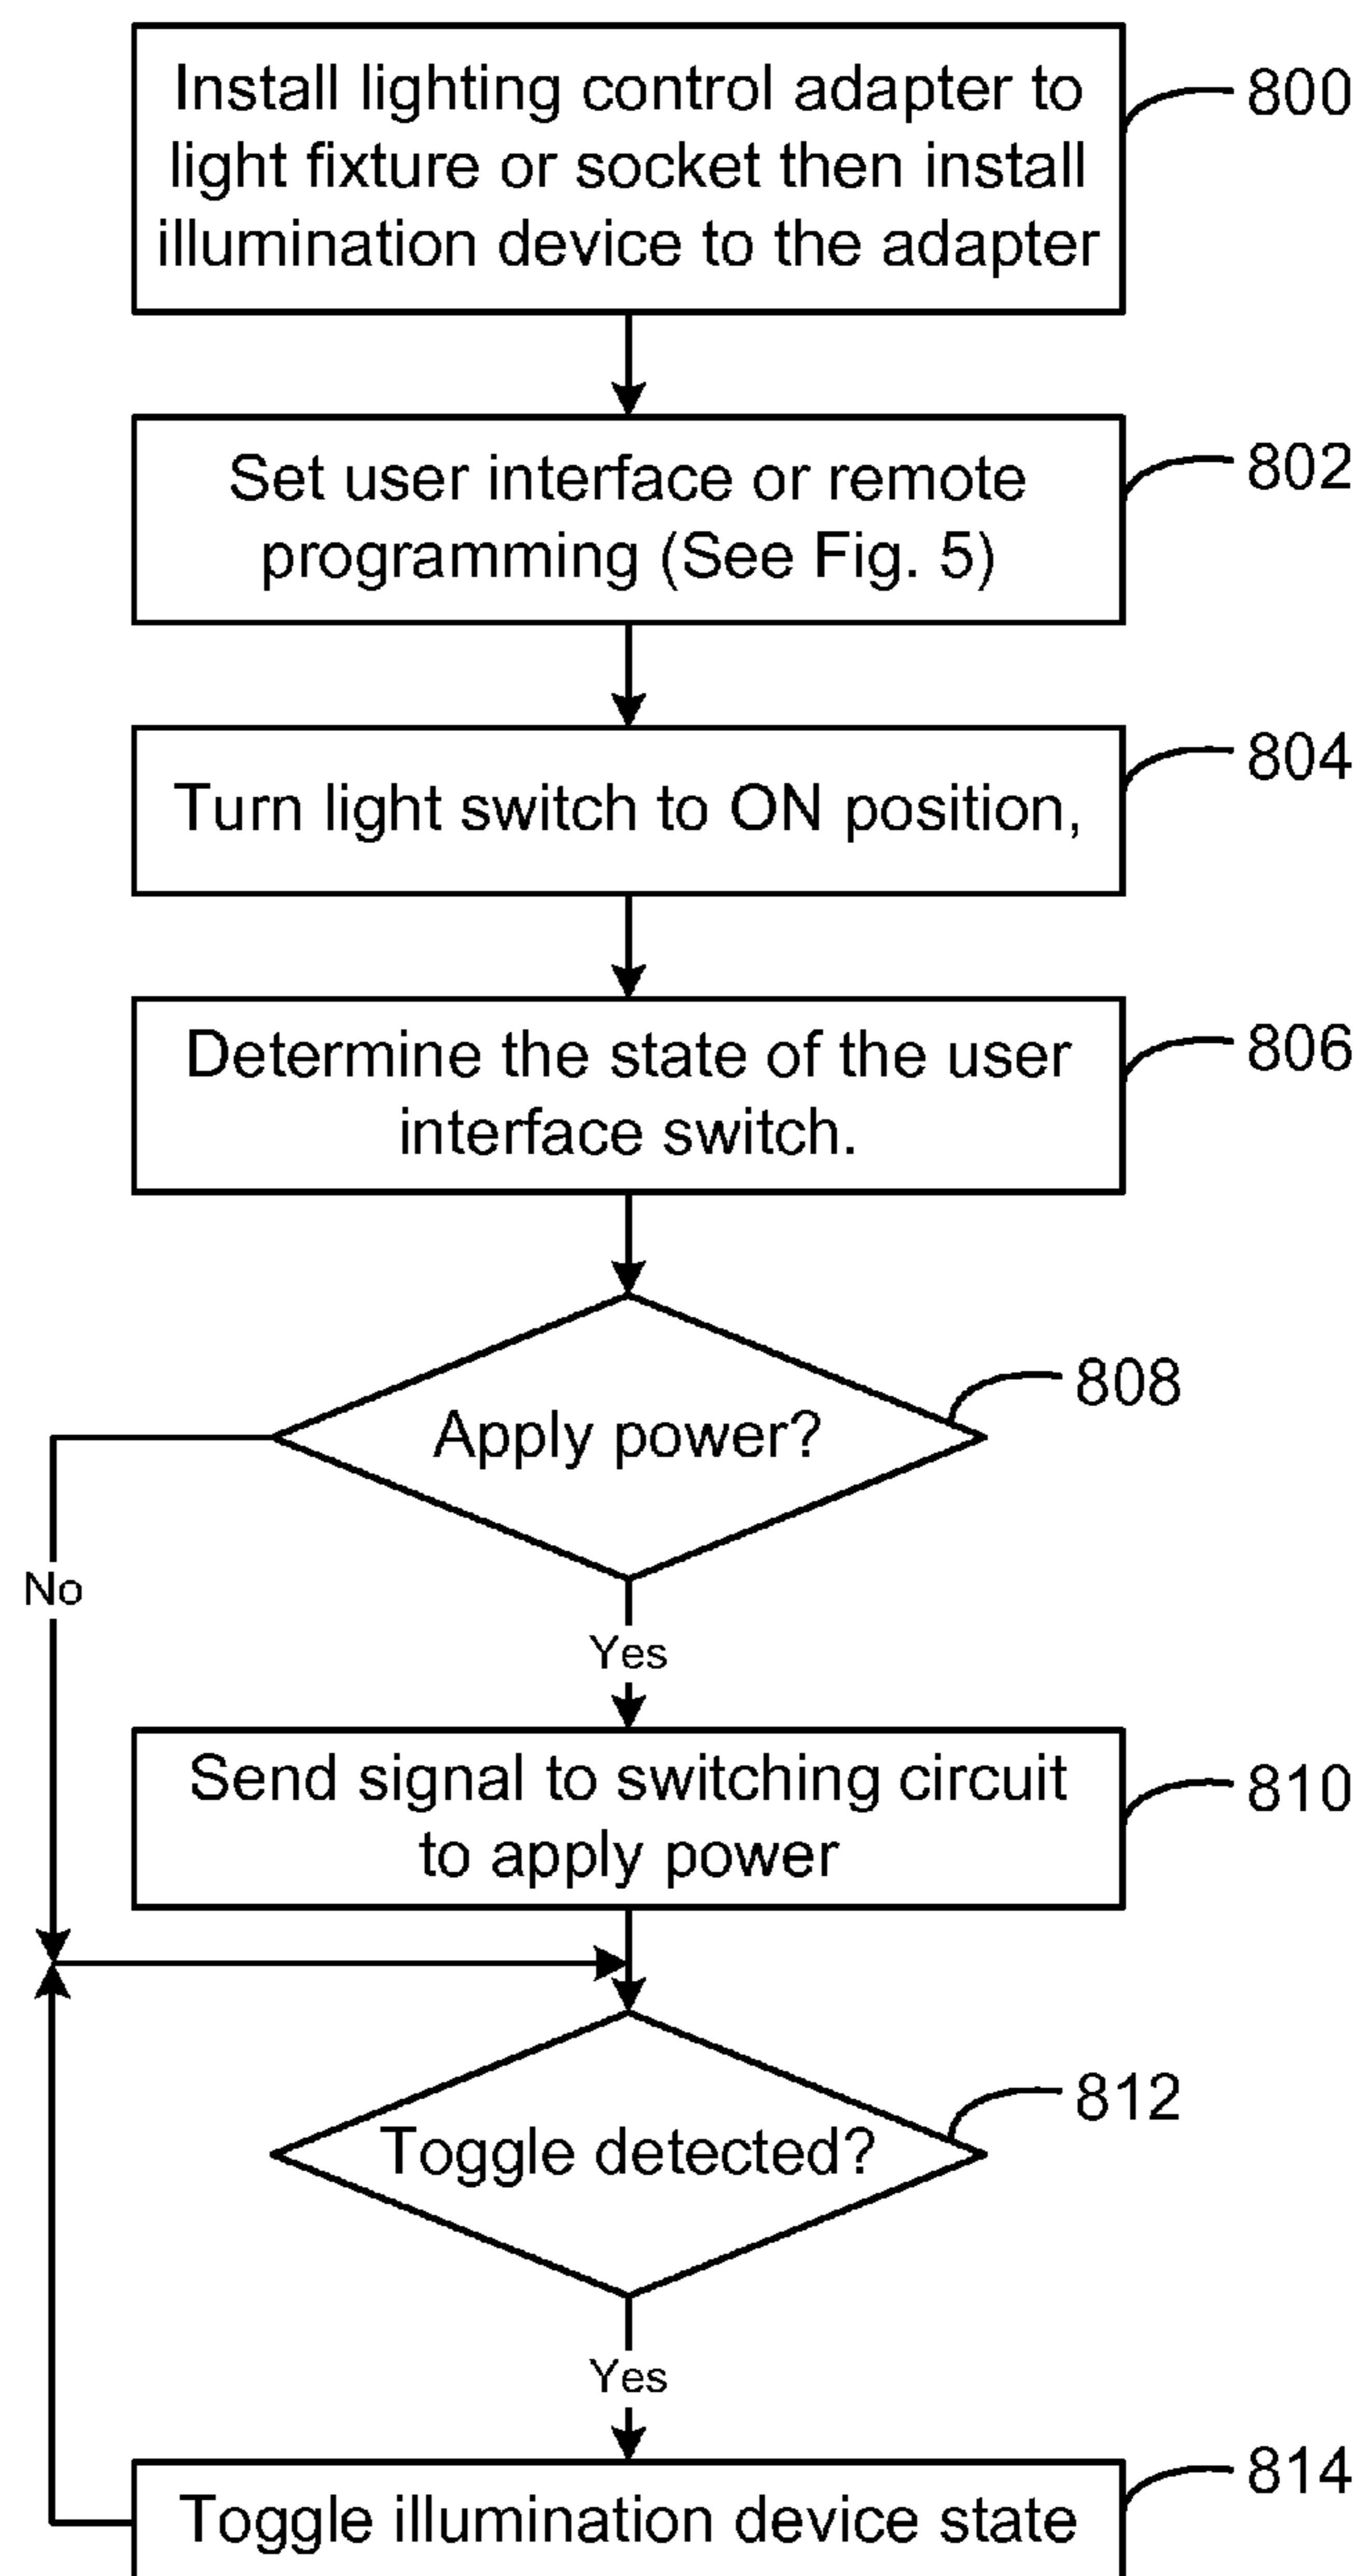 Install lighting control adapter to
light fixture or socket then install
illumination device to the adapter
800
Set user interface or remote
programming (See Fig. 5)
802
Turn light switch to ON position,
804
Determine the state of the user
interface switch.
806
Apply power?
808
No
Yes
Send signal to switching circuit
to apply power
810
Toggle detected?
812
Yes
Toggle illumination device state
814